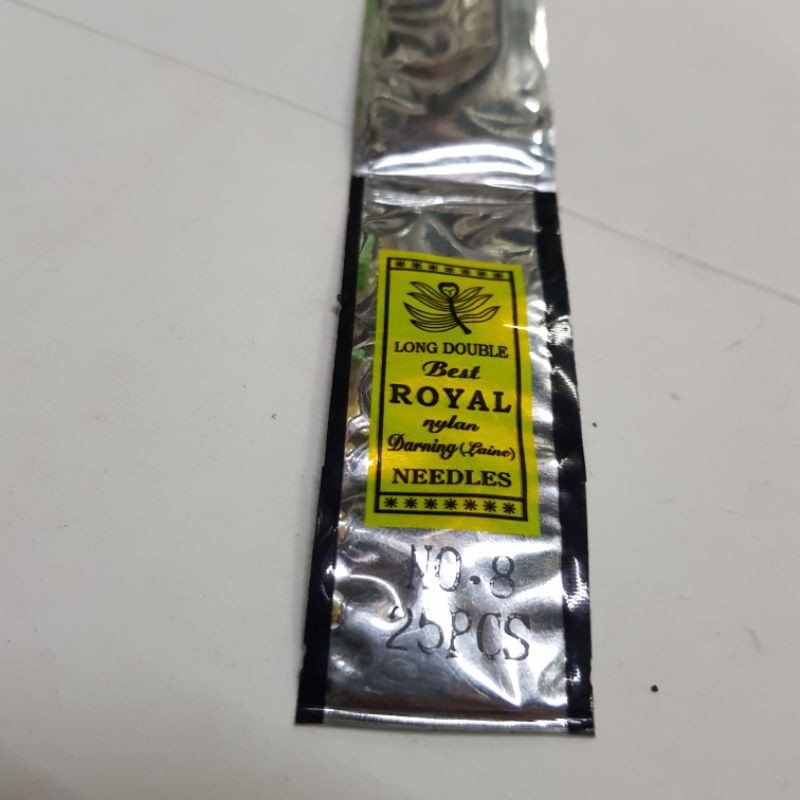 LONG DOUBLE
Best
ROYAL
nylan
Darning (Laine)
NEEDLES
NO.8
25PCS